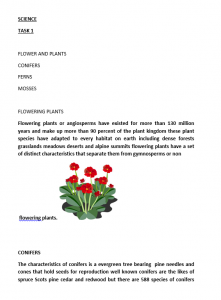 SCIENCE
TASK 1
FLOWER AND PLANTS
CONIFERS
FERNS
MOSSES
FLOWERING PLANTS
Flowering plants or angiosperms have existed for more than 130 million
years and make up more than 90 percent of the plant kingdom these plant
species have adapted to every habitat on earth including dense forests
grasslands meadows deserts and alpine summits flowering plants have a set
of distinct characteristics that separate them from gymnosperms or non
flowering plants.
CONIFERS
The characteristics of conifers is a evergreen tree bearing pine needles and
cones that hold seeds for reproduction well known conifers are the likes of
spruce Scots pine cedar and redwood but there are 588 species of conifers